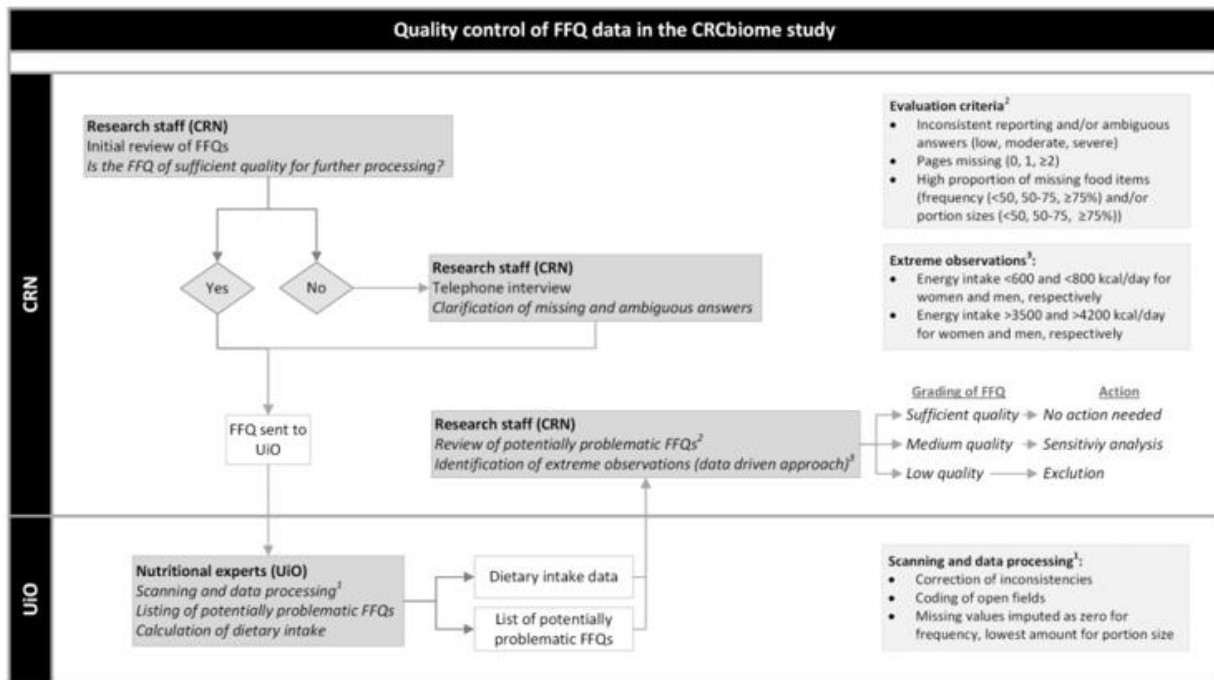 Quality control of FFQ data in the CRCbiome study
CRN
Research staff (CRN)
Initial review of FFQs
Is the FFQ of sufficient quality for further processing?
Yes
No
Research staff (CRN)
Telephone interview
Clarification of missing and ambiguous answers
FFQ sent to
UiO
Research staff (CRN)
Review of potentially problematic FFQs²
Identification of extreme observations (data driven approach)³
Evaluation criteria²
• Inconsistent reporting and/or ambiguous
answers (low, moderate, severe)
• Pages missing (0, 1, ≥2)
• High proportion of missing food items
(frequency (<50, 50-75, ≥75%) and/or
portion sizes (<50, 50-75, ≥75%))
Extreme observations³:
• Energy intake <600 and <800 kcal/day for
women and men, respectively
• Energy intake >3500 and >4200 kcal/day
for women and men, respectively
Grading of FFQ Action
Sufficient quality No action needed
Medium quality Sensitiviy analysis
Low quality Exclution
UiO
Nutritional experts (UiO)
Scanning and data processing¹
Listing of potentially problematic FFQs
Calculation of dietary intake
Dietary intake data
List of potentially
problematic FFQs
Scanning and data processing¹:
• Correction of inconsistencies
• Coding of open fields
• Missing values imputed as zero for
frequency, lowest amount for portion size